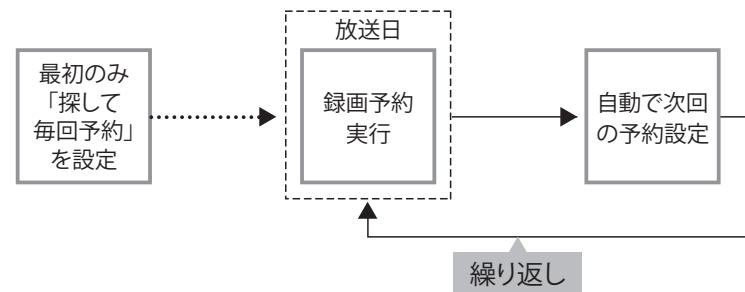 最初のみ
「探して
毎回予約」
を設定
放送日
録画予約
実行
自動で次回
の予約設定
繰り返し